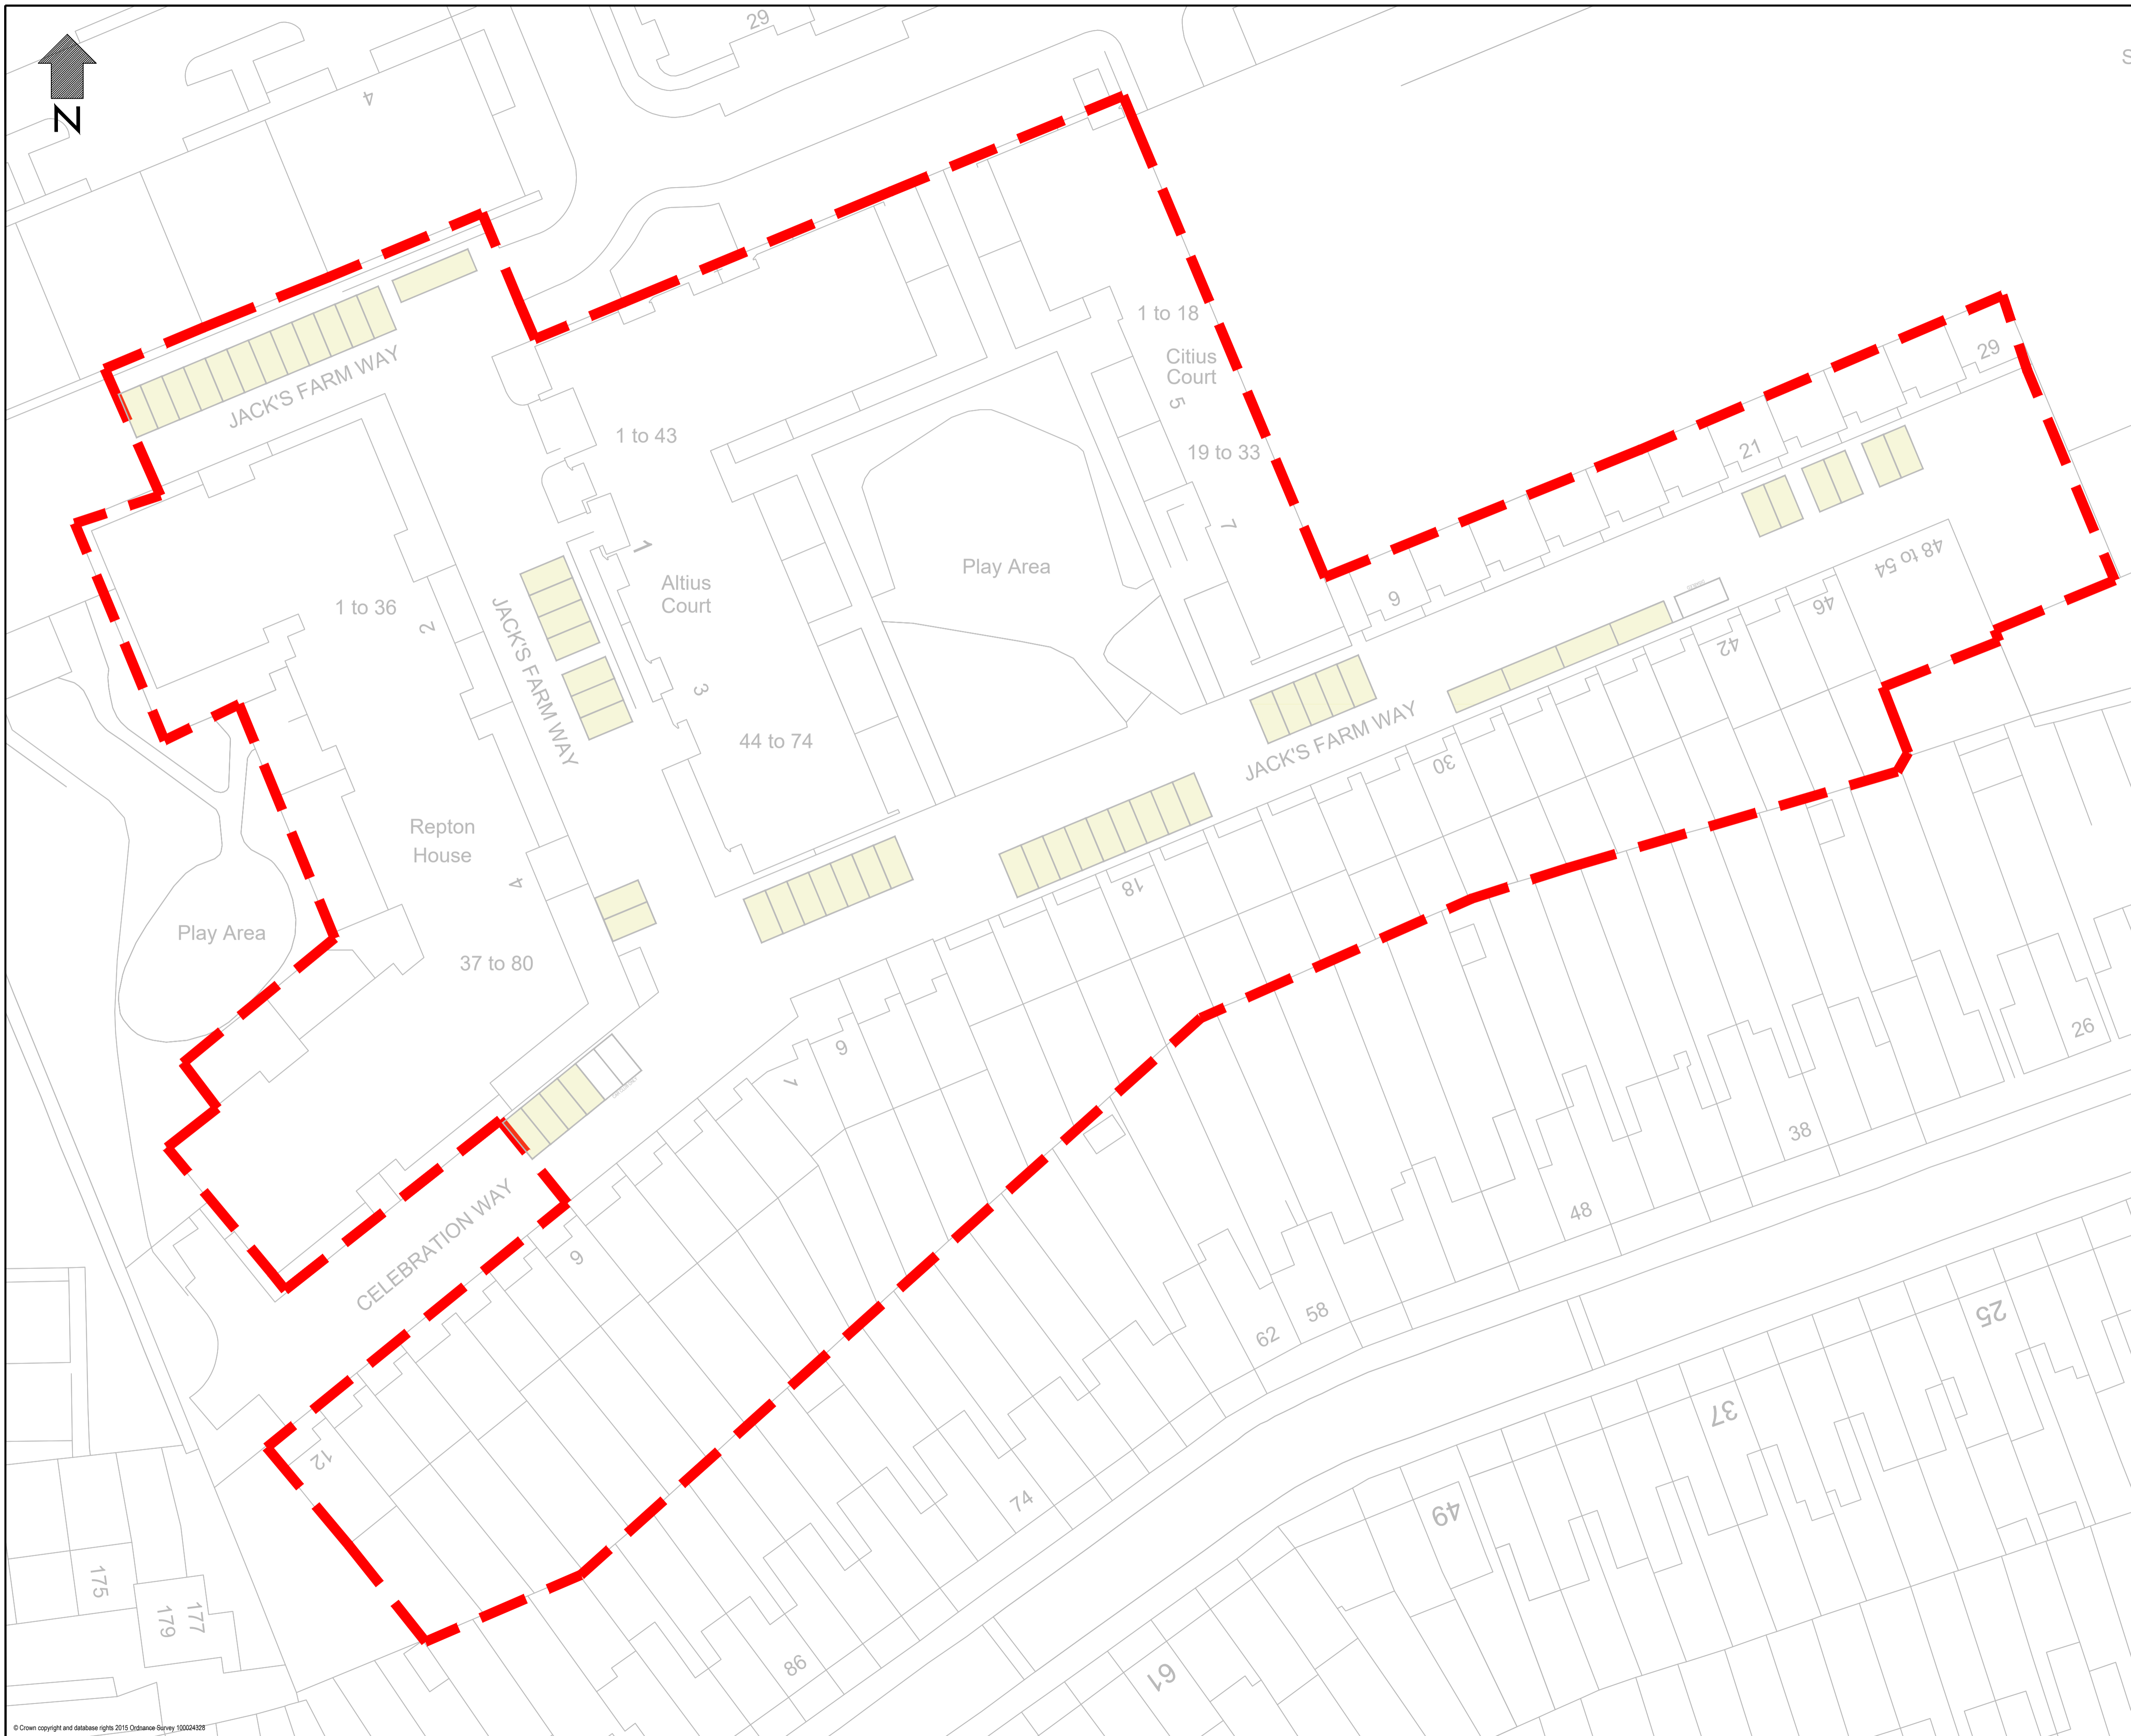 29
S
N
4
JACK'S FARM WAY
1 to 18
Citius
Court
5
29
1 to 43
19 to 33
21
7
1
Play Area
Altius
Court
48 to 54
1 to 36
2
JACK'S FARM WAY
9
46
42
3
44 to 74
JACK'S FARM WAY
30
Repton
House
4
18
Play Area
37 to 80
9
7
26
38
CELEBRATION WAY
9
48
58
62
25
37
12
74
49
175
177
179
86
61
© Crown copyright and database rights 2015 Ordnance Survey 100024328